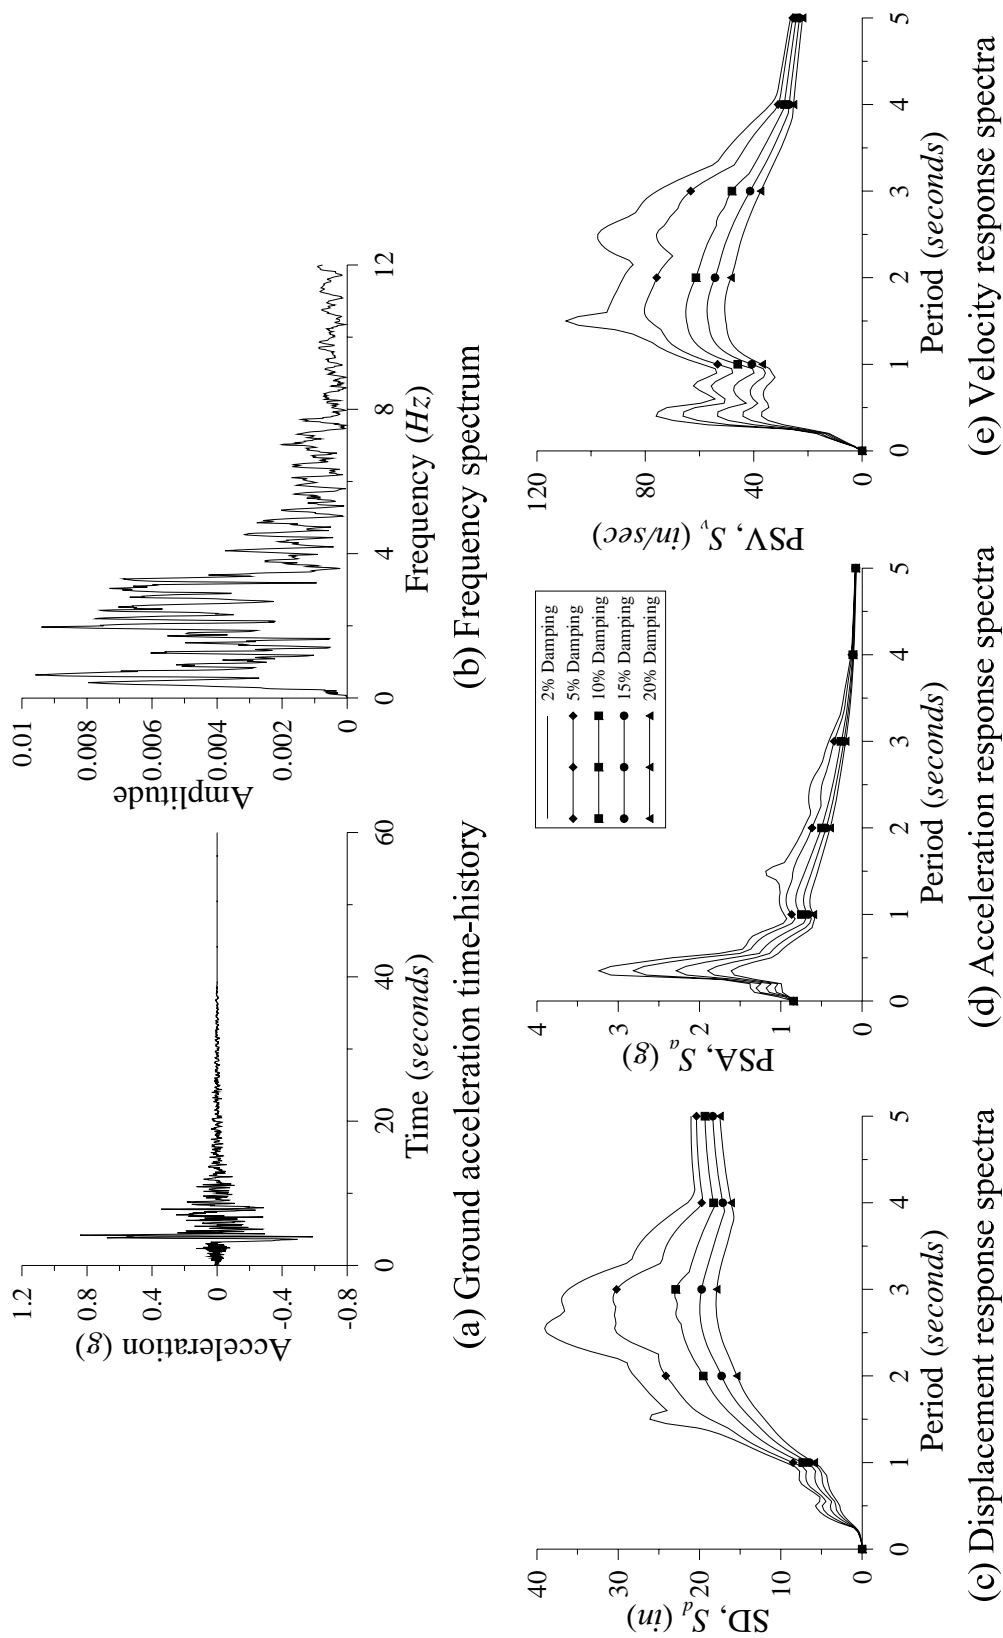 1.2
0.8
0.4
0
-0.4
-0.8
Acceleration (g)
0
20
40
60
Time (seconds)
(a) Ground acceleration time-history
0.01
0.008
0.006
0.004
0.002
0
Amplitude
0
4
8
12
Frequency (Hz)
(b) Frequency spectrum
40
30
20
10
0
SD, Sd (in)
0
1
2
3
4
5
Period (seconds)
(c) Displacement response spectra
4
3
2
1
0
PSA, Sa (g)
0
1
2
3
4
5
Period (seconds)
(d) Acceleration response spectra
2% Damping
5% Damping
10% Damping
15% Damping
20% Damping
120
80
40
0
PSV, Sv (in/sec)
0
1
2
3
4
5
Period (seconds)
(e) Velocity response spectra